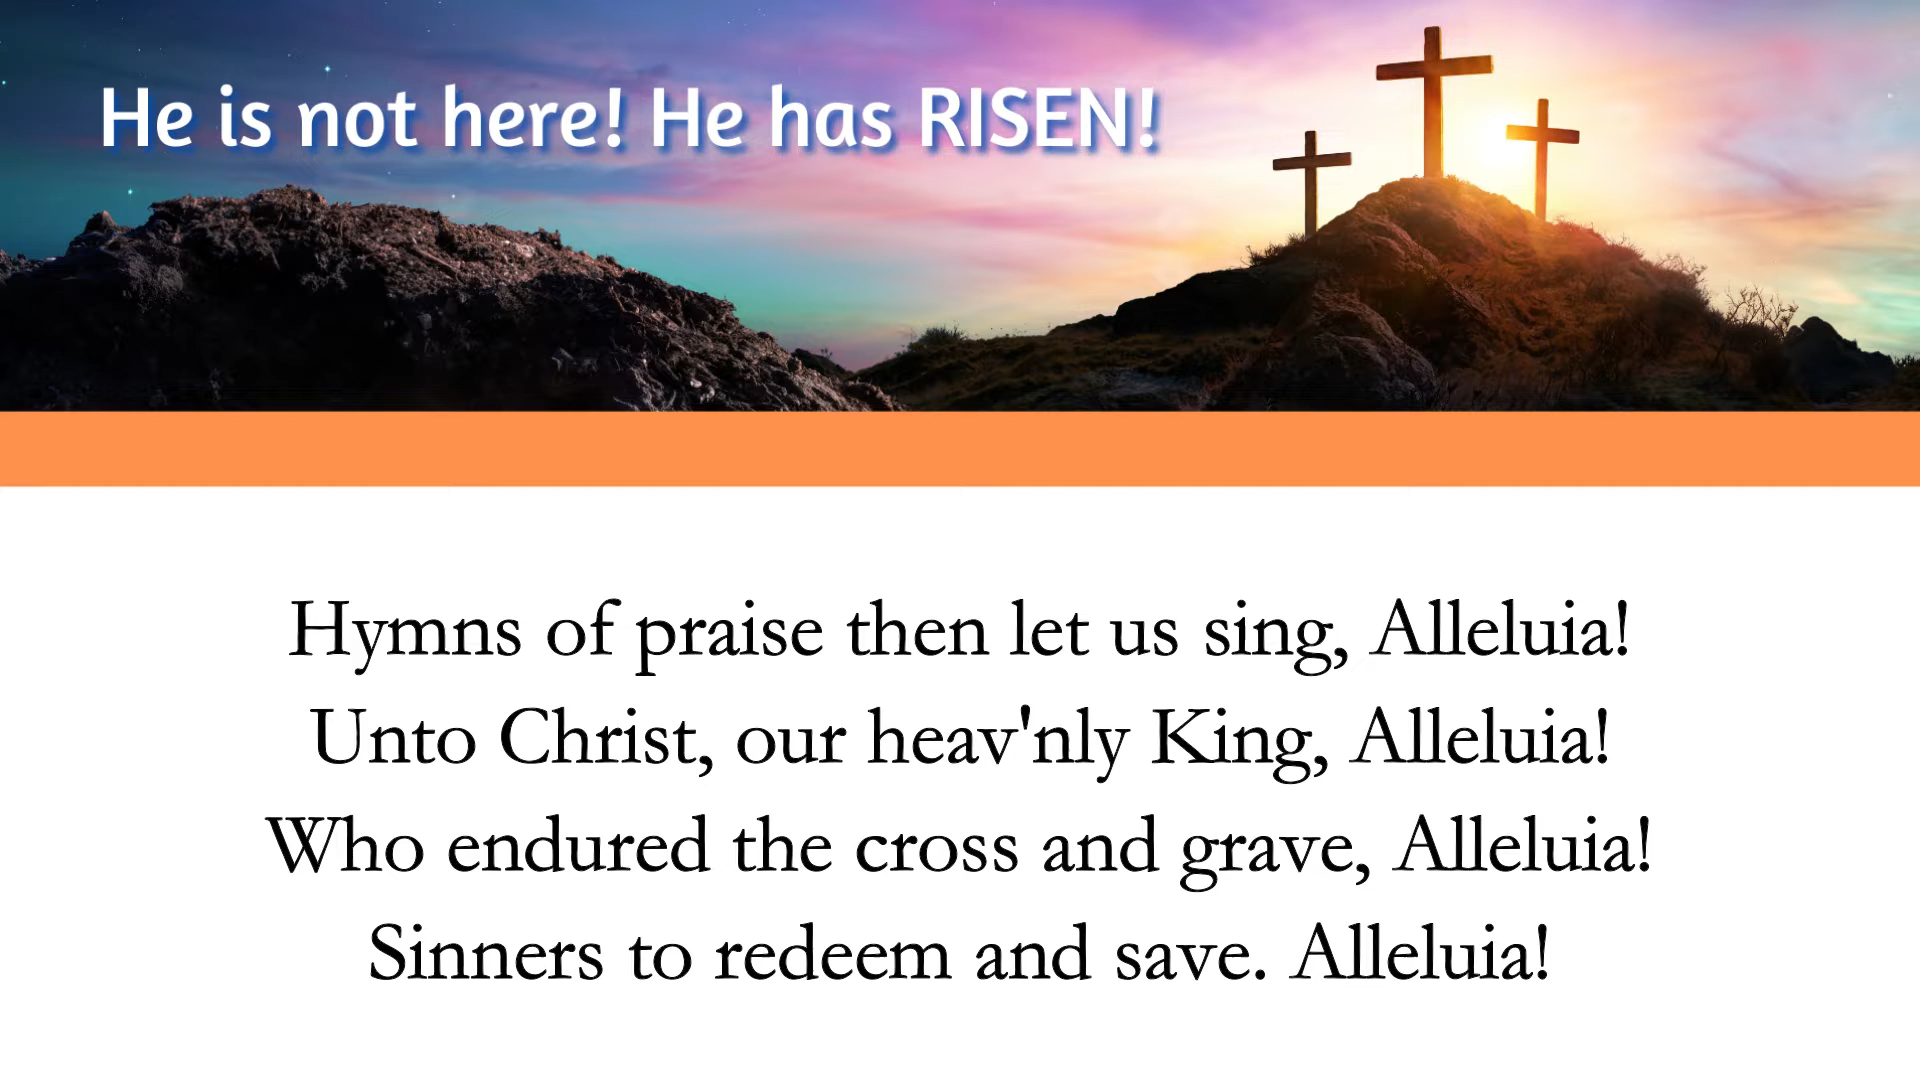 He is not here! He has RISEN!
Hymns of praise then let us sing, Alleluia!
Unto Christ, our heav'nly King, Alleluia!
Who endured the cross and grave, Alleluia!
Sinners to redeem and save. Alleluia!